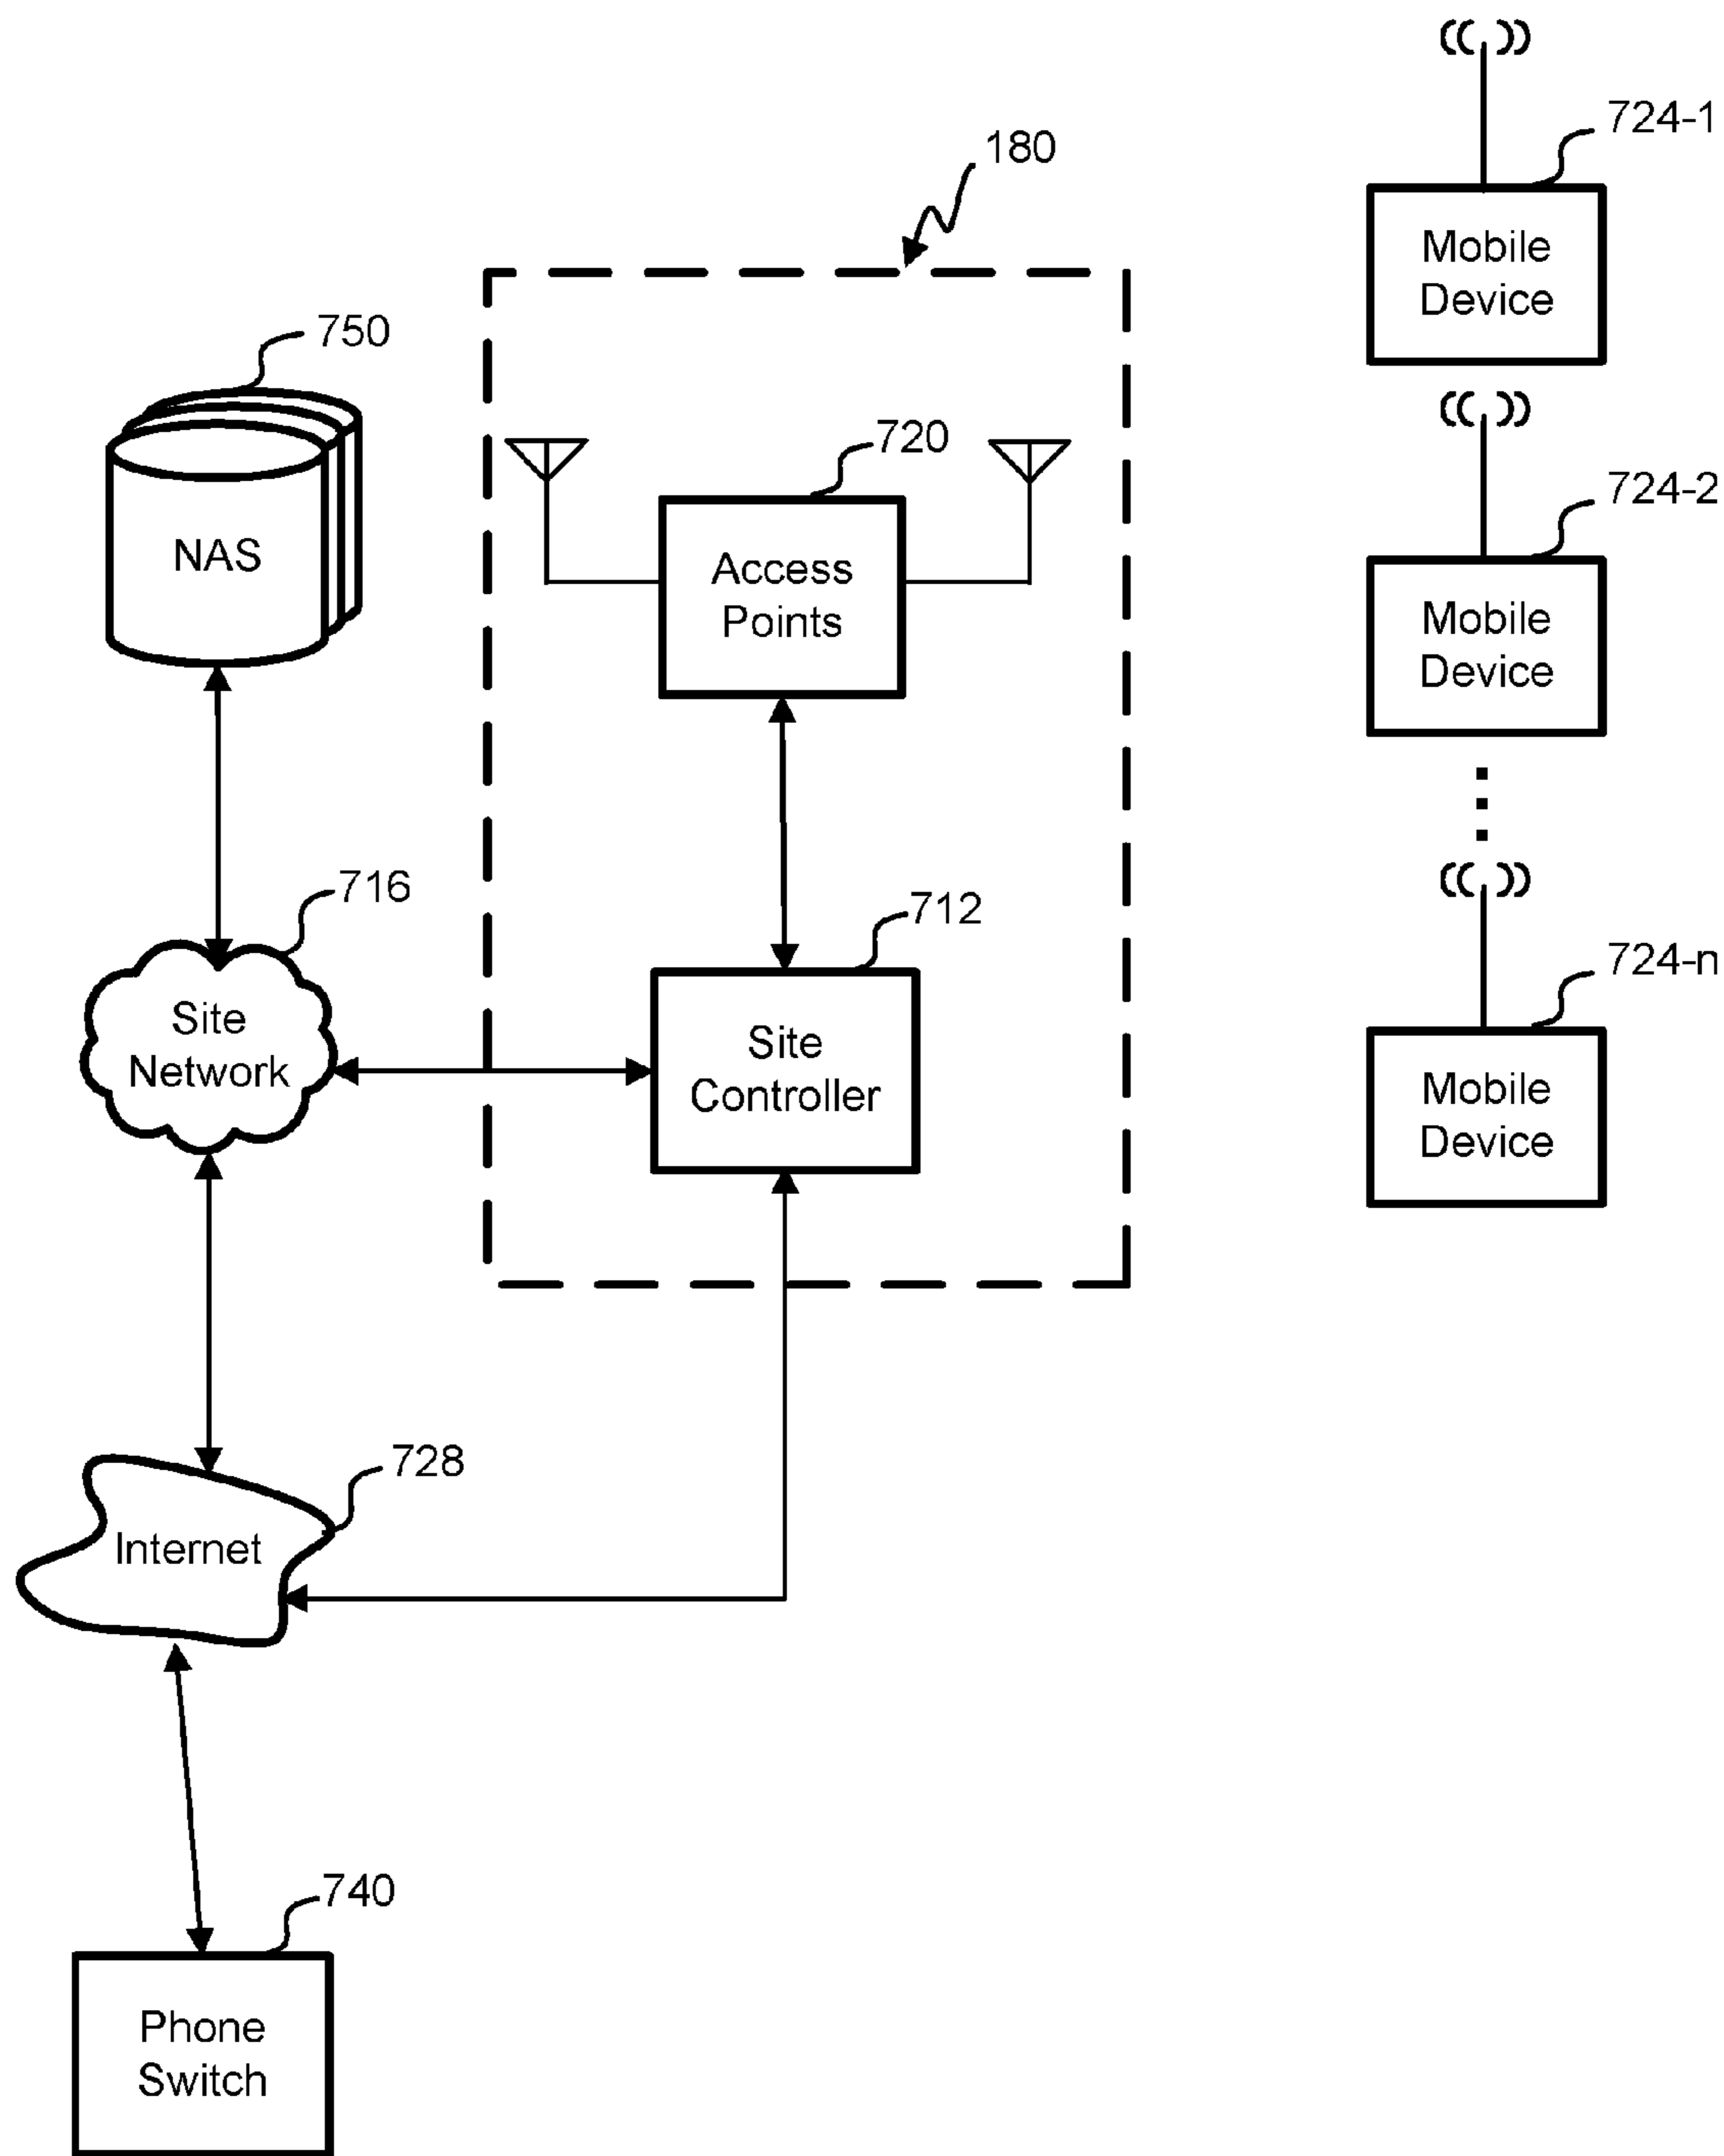 724-1
Mobile
Device
180
750
NAS
720
Access
Points
724-2
Mobile
Device
716
Site
Network
712
Site
Controller
724-n
Mobile
Device
728
Internet
740
Phone
Switch